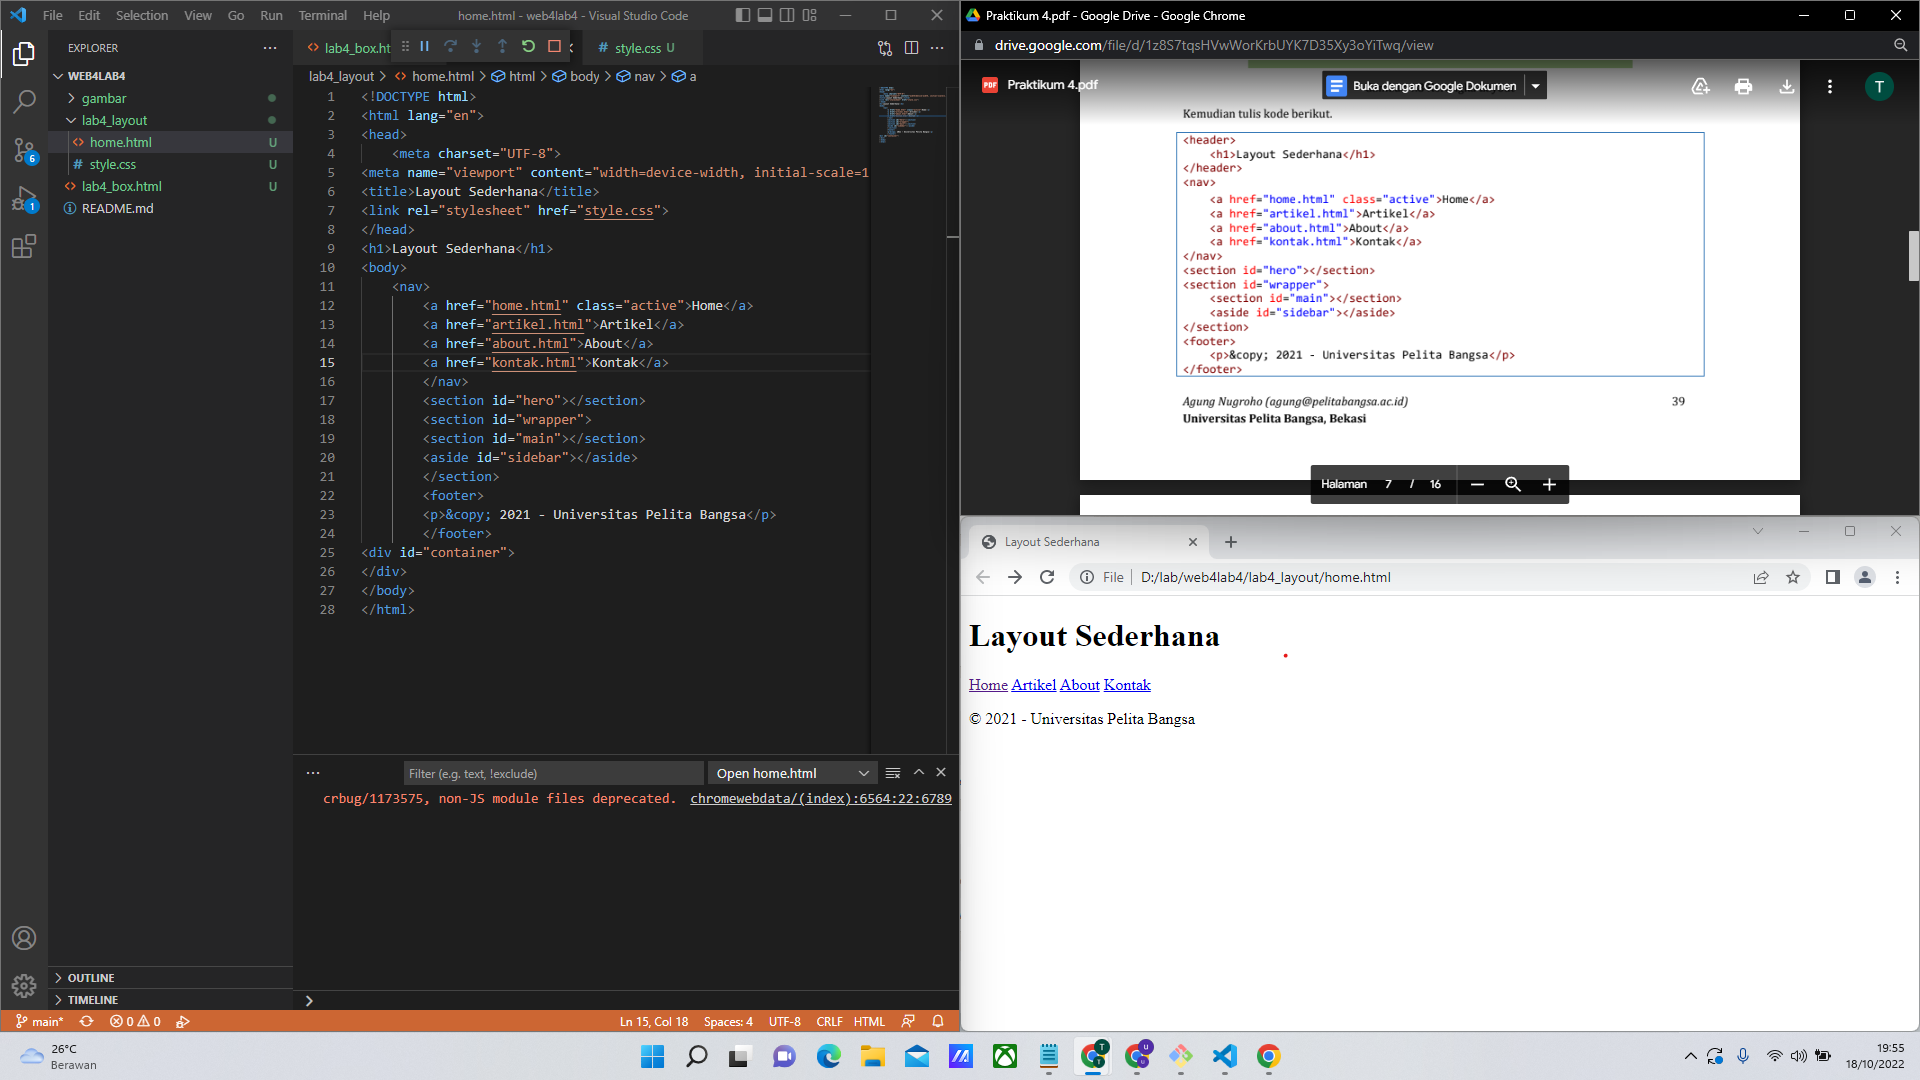 File Edit Selection View Go Run Terminal Help
home.html - web4lab4 - Visual Studio Code
EXPLORER
WEB4LAB4
gambar
lab4_layout
home.html U
style.css U
lab4_box.html U
README.md
OUTLINE
TIMELINE
6
1
lab4_box.ht
style.css U
lab4_layout > home.html > html > body > nav > a
1 <!DOCTYPE html>
2 <html lang="en">
3 <head>
4 <meta charset="UTF-8">
5 <meta name="viewport" content="width=device-width, initial-scale=1
6 <title>Layout Sederhana</title>
7 <link rel="stylesheet" href="style.css">
8 </head>
9 <h1>Layout Sederhana</h1>
10 <body>
11 <nav>
12 <a href="home.html" class="active">Home</a>
13 <a href="artikel.html">Artikel</a>
14 <a href="about.html">About</a>
15 <a href="kontak.html">Kontak</a>
16 </nav>
17 <section id="hero"></section>
18 <section id="wrapper">
19 <section id="main"></section>
20 <aside id="sidebar"></aside>
21 </section>
22 <footer>
23 <p>&copy; 2021 - Universitas Pelita Bangsa</p>
24 </footer>
25 <div id="container">
26 </div>
27 </body>
28 </html>
Filter (e.g. text, !exclude)
Open home.html
crbug/1173575, non-JS module files deprecated. chromewebdata/(index):6564:22:6789
main* 0 0
Ln 15, Col 18 Spaces: 4 UTF-8 CRLF HTML
Praktikum 4.pdf - Google Drive - Google Chrome
drive.google.com/file/d/1z8S7tqsHVwWorKrbUYK7D35Xy3oYiTwq/view
PDF Praktikum 4.pdf
Buka dengan Google Dokumen
T
Kemudian tulis kode berikut.
<header>
<h1>Layout Sederhana</h1>
</header>
<nav>
<a href="home.html" class="active">Home</a>
<a href="artikel.html">Artikel</a>
<a href="about.html">About</a>
<a href="kontak.html">Kontak</a>
</nav>
<section id="hero"></section>
<section id="wrapper">
<section id="main"></section>
<aside id="sidebar"></aside>
</section>
<footer>
<p>&copy; 2021 - Universitas Pelita Bangsa</p>
</footer>
Agung Nugroho (agung@pelitabangsa.ac.id) 39
Universitas Pelita Bangsa, Bekasi
Halaman 7 / 16
Layout Sederhana
File D:/lab/web4lab4/lab4_layout/home.html
Layout Sederhana
Home Artikel About Kontak
© 2021 - Universitas Pelita Bangsa
26°C
Berawan
19:55
18/10/2022